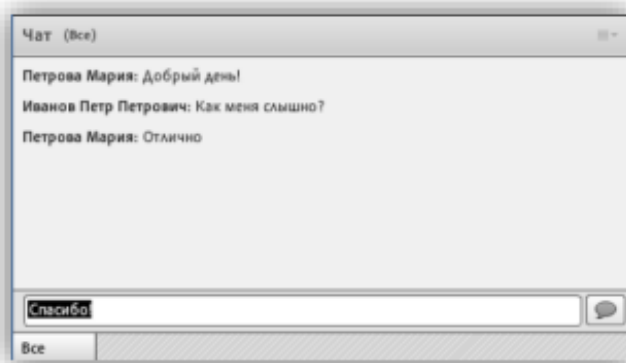 Чат (Все)
Петрова Мария: Добрый день!
Иванов Петр Петрович: Как меня слышно?
Петрова Мария: Отлично
Спасибо!
Все